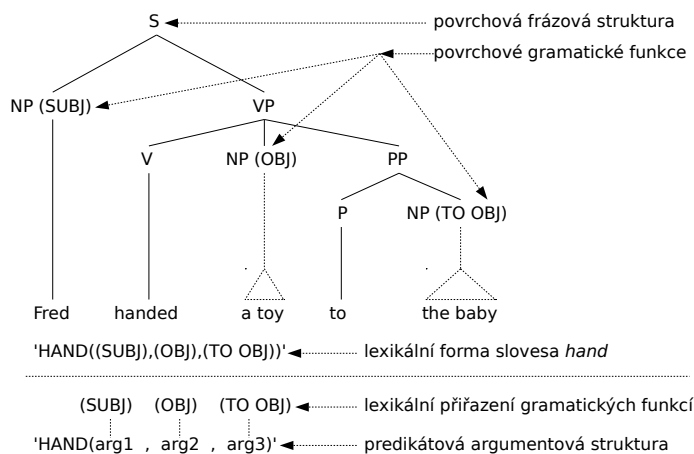 S povrchová frázová struktura
povrchové gramatické funkce
NP (SUBJ) VP
V NP (OBJ) PP
P NP (TO OBJ)
Fred handed a toy to the baby
'HAND((SUBJ),(OBJ),(TO OBJ))' lexikální forma slovesa hand
(SUBJ) (OBJ) (TO OBJ) lexikální přiřazení gramatických funkcí
'HAND(arg1 , arg2 , arg3)' predikátová argumentová struktura